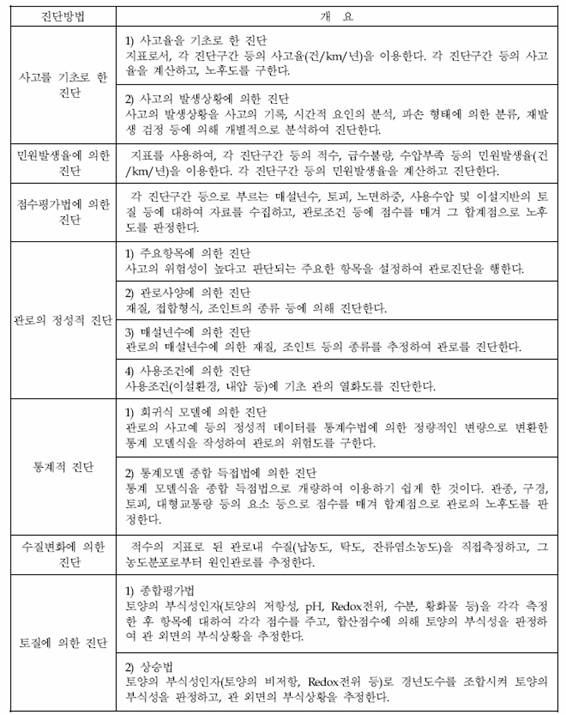 진단방법
개 요
사고를 기초로 한
진단
1) 사고율을 기초로 한 진단
지표로서, 각 진단구간 등의 사고율(건/km/년)을 이용한다. 각 진단구간 등의 사고
율을 계산하고, 노후도를 구한다.
2) 사고의 발생상황에 의한 진단
사고의 발생상황을 사고의 기록, 시간적 요인의 분석, 파손 형태에 의한 분류, 재발
생 검정 등에 의해 개별적으로 분석하여 진단한다.
민원발생율에 의한
진단
지표를 사용하여, 각 진단구간 등의 적수, 급수불량, 수압부족 등의 민원발생율(건
/km/년)을 이용한다. 각 진단구간 등의 민원발생율을 계산하고 진단한다.
점수평가법에 의한
진단
각 진단구간 등으로 부르는 매설년수, 토피, 노면하중, 사용수압 및 이설지반의 토
질 등에 대하여 자료를 수집하고, 관로조건 등에 점수를 매겨 그 합계점으로 노후
도를 판정한다.
관로의 정성적 진단
1) 주요항목에 의한 진단
사고의 위험성이 높다고 판단되는 주요한 항목을 설정하여 관로진단을 행한다.
2) 관로사양에 의한 진단
재질, 접합형식, 조인트의 종류 등에 의해 진단한다.
3) 매설년수에 의한 진단
관로의 매설년수에 의한 재질, 조인트 등의 종류를 추정하여 관로를 진단한다.
4) 사용조건에 의한 진단
사용조건(이설환경, 내압 등)에 기초 관의 열화도를 진단한다.
통계적 진단
1) 회귀식 모델에 의한 진단
관로의 사고예 등의 정성적 데이터를 통계수법에 의한 정량적인 변량으로 변환한
통계 모델식을 작성하여 관로의 위험도를 구한다.
2) 통계모델 종합 득점법에 의한 진단
통계 모델식을 종합 득점법으로 개량하여 이용하기 쉽게 한 것이다. 관종, 구경,
토피, 대형교통량 등의 요소 등으로 점수를 매겨 합계점으로 관로의 노후도를 판
정한다.
수질변화에 의한
진단
적수의 지표로 된 관로내 수질(납농도, 탁도, 잔류염소농도)을 직접측정하고, 그
농도분포로부터 원인관로를 추정한다.
토질에 의한 진단
1) 종합평가법
토양의 부식성인자(토양의 저항성, pH, Redox전위, 수분, 황화물 등)을 각각 측정
한 후 항목에 대하여 각각 점수를 주고, 합산점수에 의해 토양의 부식성을 판정하
여 관 외면의 부식상황을 추정한다.
2) 상승법
토양의 부식성인자(토양의 비저항, Redox전위 등)로 경년도수를 조합시켜 토양의
부식성을 판정하고, 관 외면의 부식상황을 추정한다.